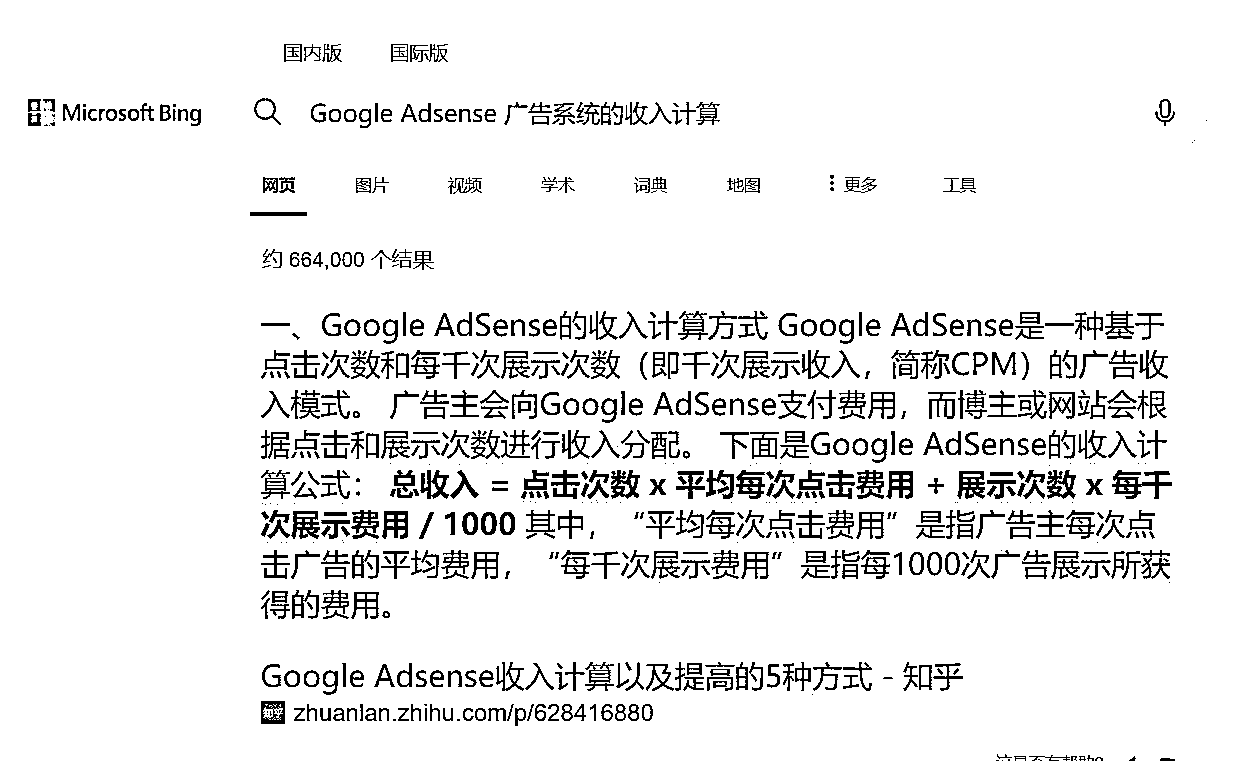 国内版 国际版
Microsoft Bing
Google Adsense 广告系统的收入计算
网页 图片 视频 学术 词典 地图 更多 工具
约 664,000 个结果
一、Google AdSense的收入计算方式 Google AdSense是一种基于
点击次数和每千次展示次数（即千次展示收入，简称CPM）的广告收
入模式。 广告主会向Google AdSense支付费用，而博主或网站会根
据点击和展示次数进行收入分配。 下面是Google AdSense的收入计
算公式： 总收入 = 点击次数 x 平均每次点击费用 + 展示次数 x 每千
次展示费用 / 1000 其中， “平均每次点击费用”是指广告主每次点
击广告的平均费用， “每千次展示费用”是指每1000次广告展示所获
得的费用。
Google Adsense收入计算以及提高的5种方式 - 知乎
知乎 zhuanlan.zhihu.com/p/628416880